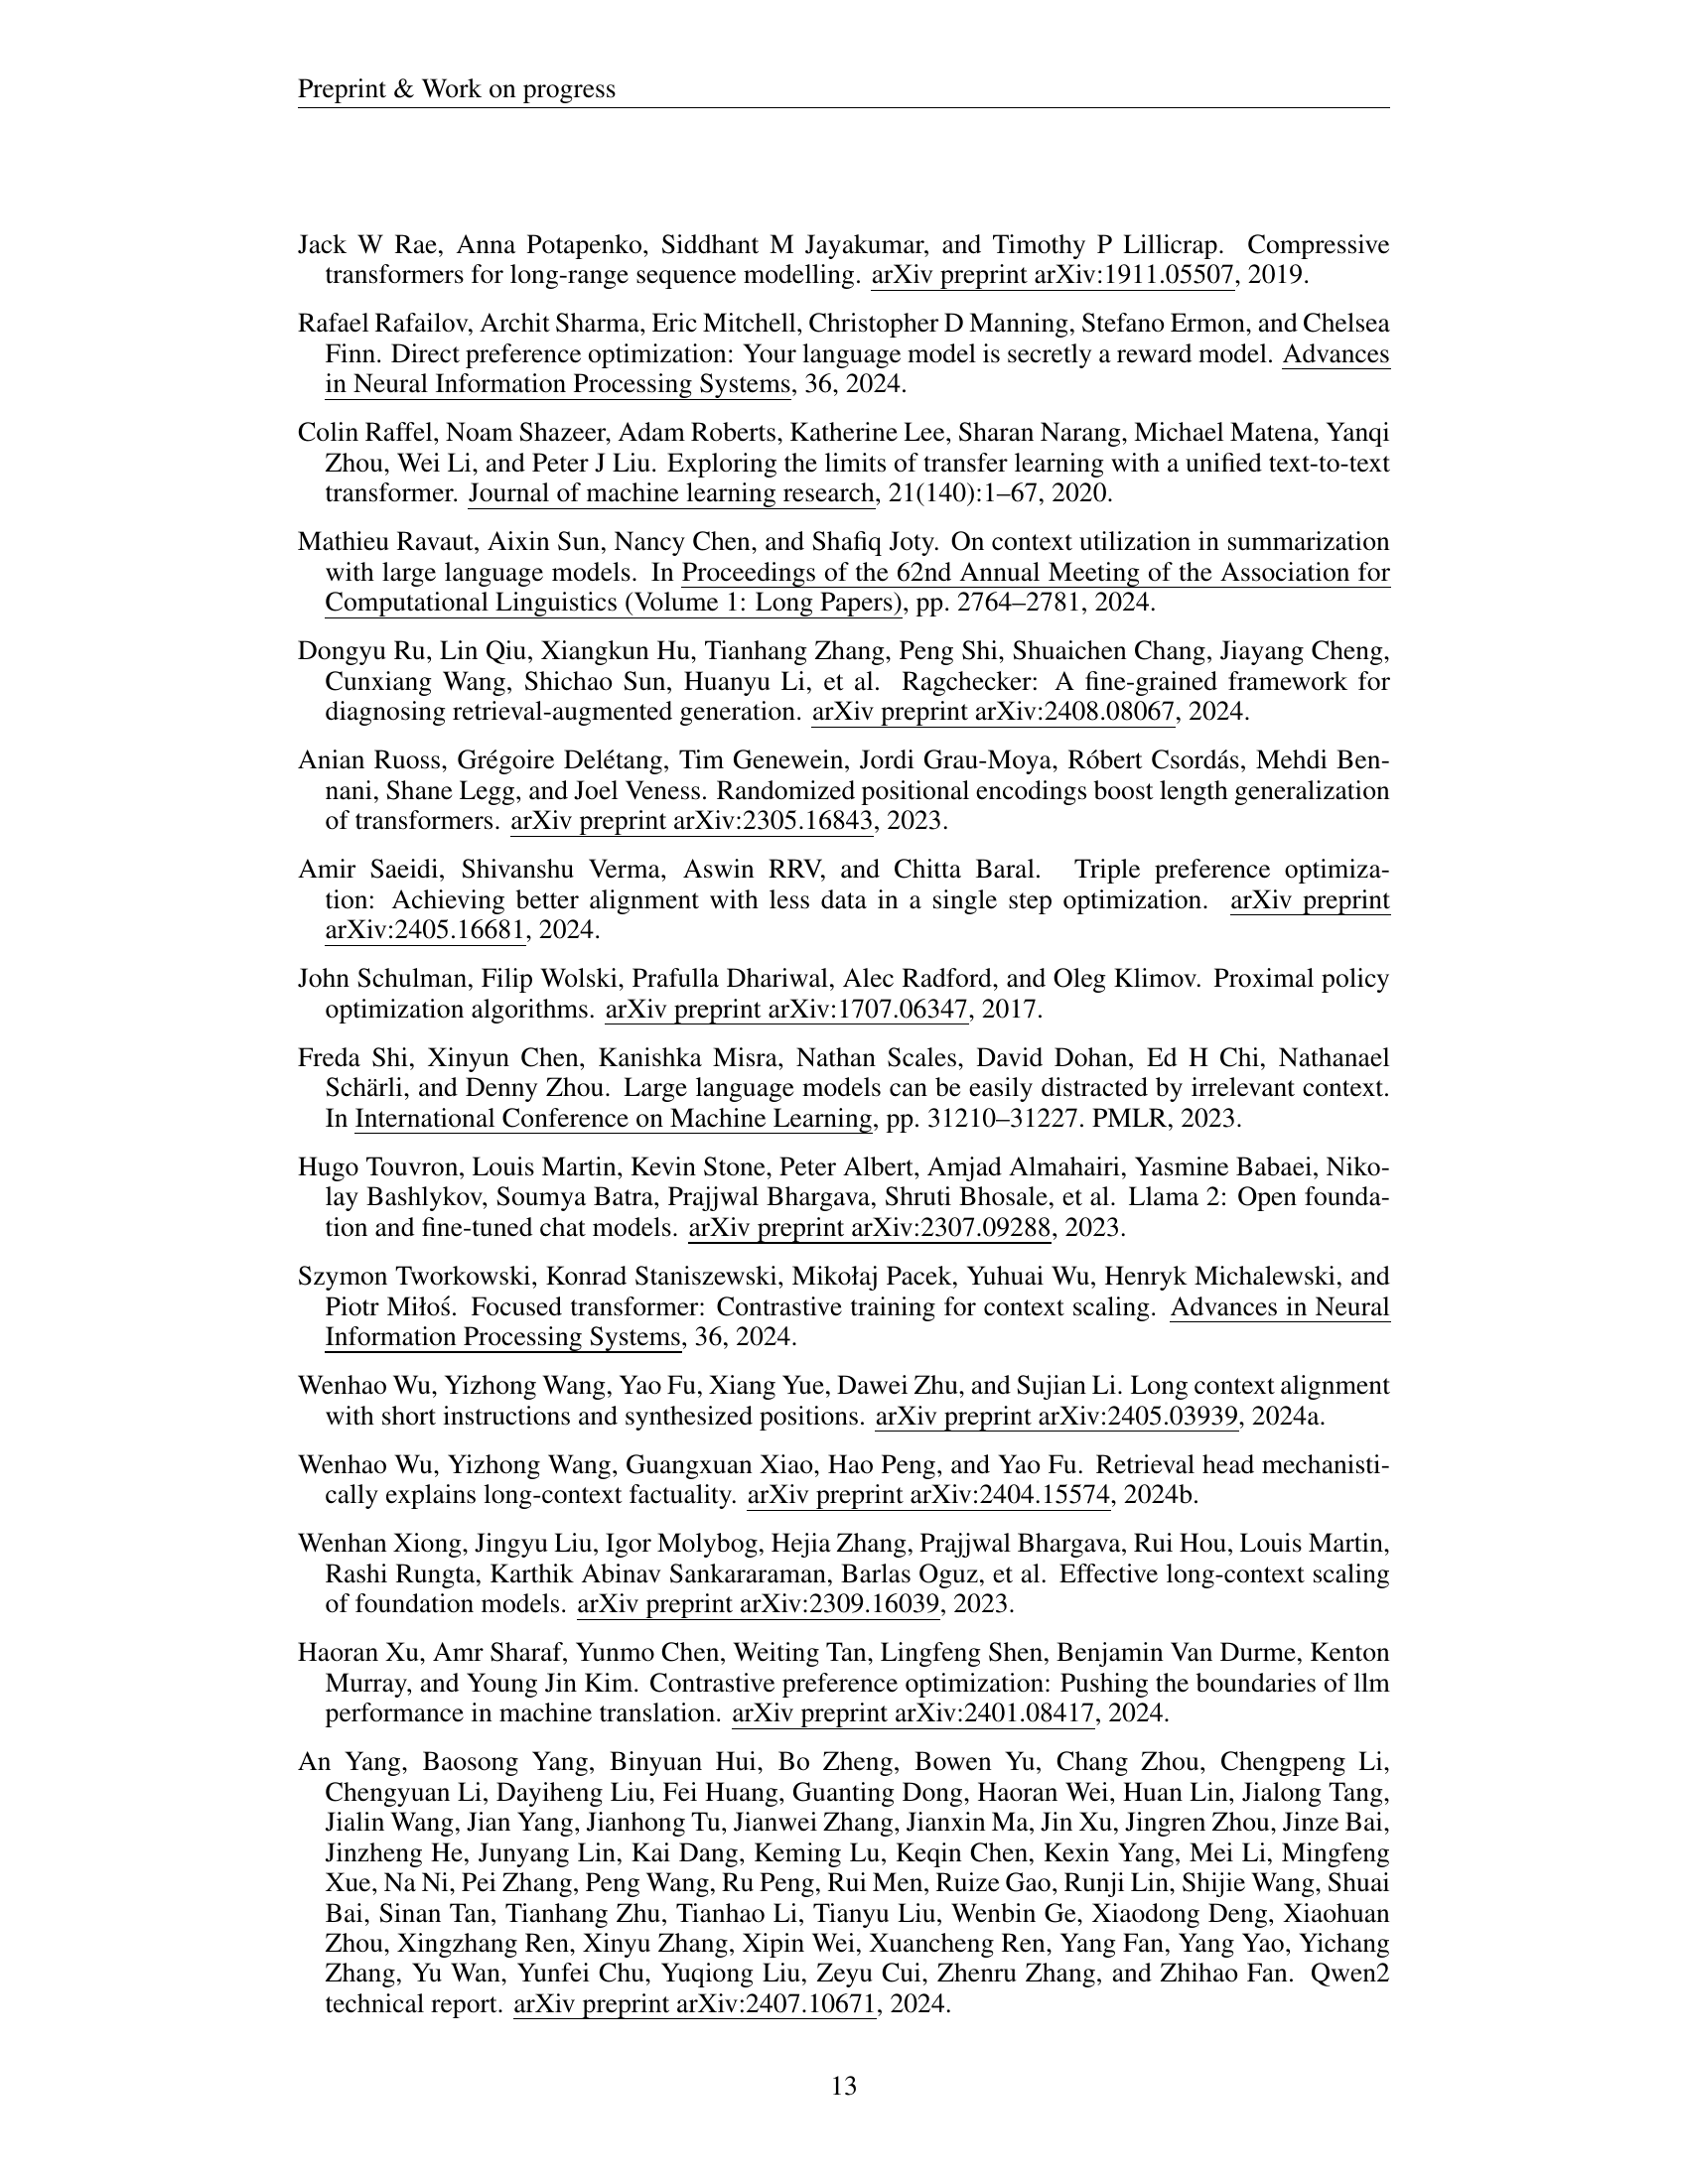 Preprint & Work on progress
Jack W Rae, Anna Potapenko, Siddhant M Jayakumar, and Timothy P Lillicrap. Compressive
transformers for long-range sequence modelling. arXiv preprint arXiv:1911.05507, 2019.
Rafael Rafailov, Archit Sharma, Eric Mitchell, Christopher D Manning, Stefano Ermon, and Chelsea
Finn. Direct preference optimization: Your language model is secretly a reward model. Advances
in Neural Information Processing Systems, 36, 2024.
Colin Raffel, Noam Shazeer, Adam Roberts, Katherine Lee, Sharan Narang, Michael Matena, Yanqi
Zhou, Wei Li, and Peter J Liu. Exploring the limits of transfer learning with a unified text-to-text
transformer. Journal of machine learning research, 21(140):1–67, 2020.
Mathieu Ravaut, Aixin Sun, Nancy Chen, and Shafiq Joty. On context utilization in summarization
with large language models. In Proceedings of the 62nd Annual Meeting of the Association for
Computational Linguistics (Volume 1: Long Papers), pp. 2764–2781, 2024.
Dongyu Ru, Lin Qiu, Xiangkun Hu, Tianhang Zhang, Peng Shi, Shuaichen Chang, Jiayang Cheng,
Cunxiang Wang, Shichao Sun, Huanyu Li, et al. Ragchecker: A fine-grained framework for
diagnosing retrieval-augmented generation. arXiv preprint arXiv:2408.08067, 2024.
Anian Ruoss, Grégoire Delétang, Tim Genewein, Jordi Grau-Moya, Róbert Csordás, Mehdi Ben-
nani, Shane Legg, and Joel Veness. Randomized positional encodings boost length generalization
of transformers. arXiv preprint arXiv:2305.16843, 2023.
Amir Saeidi, Shivanshu Verma, Aswin RRV, and Chitta Baral. Triple preference optimiza-
tion: Achieving better alignment with less data in a single step optimization. arXiv preprint
arXiv:2405.16681, 2024.
John Schulman, Filip Wolski, Prafulla Dhariwal, Alec Radford, and Oleg Klimov. Proximal policy
optimization algorithms. arXiv preprint arXiv:1707.06347, 2017.
Freda Shi, Xinyun Chen, Kanishka Misra, Nathan Scales, David Dohan, Ed H Chi, Nathanael
Schärli, and Denny Zhou. Large language models can be easily distracted by irrelevant context.
In International Conference on Machine Learning, pp. 31210–31227. PMLR, 2023.
Hugo Touvron, Louis Martin, Kevin Stone, Peter Albert, Amjad Almahairi, Yasmine Babaei, Niko-
lay Bashlykov, Soumya Batra, Prajjwal Bhargava, Shruti Bhosale, et al. Llama 2: Open founda-
tion and fine-tuned chat models. arXiv preprint arXiv:2307.09288, 2023.
Szymon Tworkowski, Konrad Staniszewski, Mikołaj Pacek, Yuhuai Wu, Henryk Michalewski, and
Piotr Miłoś. Focused transformer: Contrastive training for context scaling. Advances in Neural
Information Processing Systems, 36, 2024.
Wenhao Wu, Yizhong Wang, Yao Fu, Xiang Yue, Dawei Zhu, and Sujian Li. Long context alignment
with short instructions and synthesized positions. arXiv preprint arXiv:2405.03939, 2024a.
Wenhao Wu, Yizhong Wang, Guangxuan Xiao, Hao Peng, and Yao Fu. Retrieval head mechanisti-
cally explains long-context factuality. arXiv preprint arXiv:2404.15574, 2024b.
Wenhan Xiong, Jingyu Liu, Igor Molybog, Hejia Zhang, Prajjwal Bhargava, Rui Hou, Louis Martin,
Rashi Rungta, Karthik Abinav Sankararaman, Barlas Oguz, et al. Effective long-context scaling
of foundation models. arXiv preprint arXiv:2309.16039, 2023.
Haoran Xu, Amr Sharaf, Yunmo Chen, Weiting Tan, Lingfeng Shen, Benjamin Van Durme, Kenton
Murray, and Young Jin Kim. Contrastive preference optimization: Pushing the boundaries of llm
performance in machine translation. arXiv preprint arXiv:2401.08417, 2024.
An Yang, Baosong Yang, Binyuan Hui, Bo Zheng, Bowen Yu, Chang Zhou, Chengpeng Li,
Chengyuan Li, Dayiheng Liu, Fei Huang, Guanting Dong, Haoran Wei, Huan Lin, Jialong Tang,
Jialin Wang, Jian Yang, Jianhong Tu, Jianwei Zhang, Jianxin Ma, Jin Xu, Jingren Zhou, Jinze Bai,
Jinzheng He, Junyang Lin, Kai Dang, Keming Lu, Keqin Chen, Kexin Yang, Mei Li, Mingfeng
Xue, Na Ni, Pei Zhang, Peng Wang, Ru Peng, Rui Men, Ruize Gao, Runji Lin, Shijie Wang, Shuai
Bai, Sinan Tan, Tianhang Zhu, Tianhao Li, Tianyu Liu, Wenbin Ge, Xiaodong Deng, Xiaohuan
Zhou, Xingzhang Ren, Xinyu Zhang, Xipin Wei, Xuancheng Ren, Yang Fan, Yang Yao, Yichang
Zhang, Yu Wan, Yunfei Chu, Yuqiong Liu, Zeyu Cui, Zhenru Zhang, and Zhihao Fan. Qwen2
technical report. arXiv preprint arXiv:2407.10671, 2024.
13